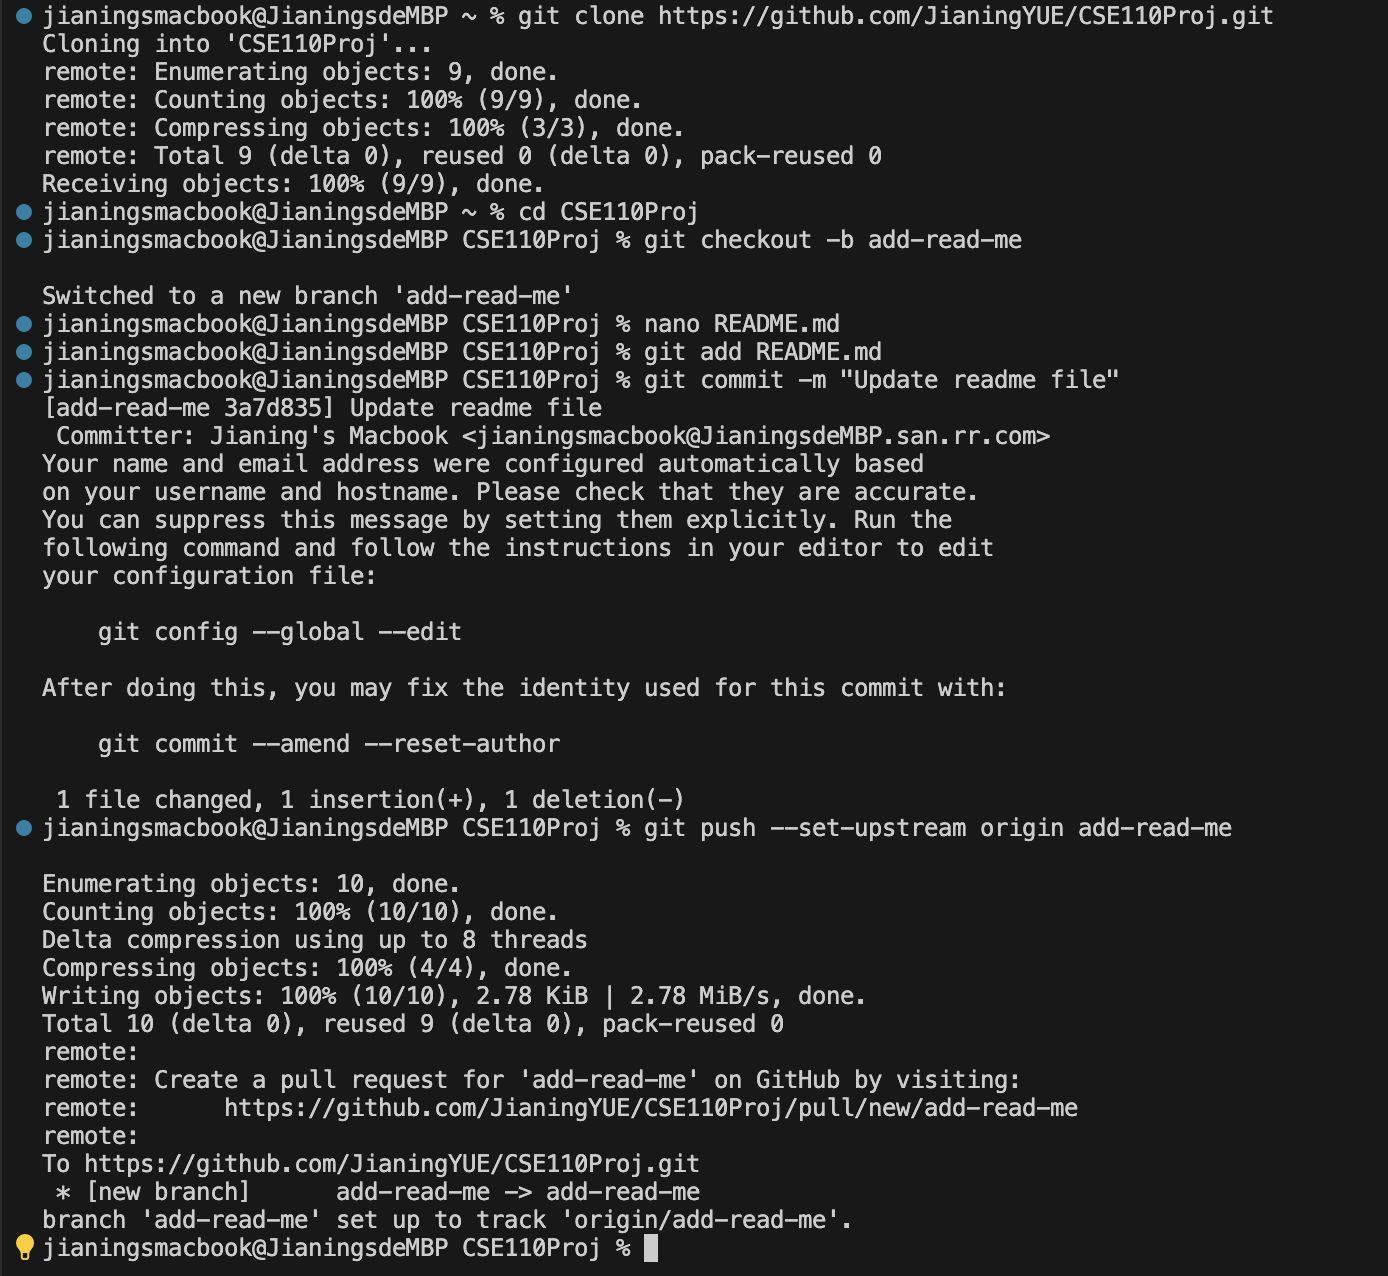 jianingsmacbook@JianingsdeMBP ~ % git clone https://github.com/JianingYUE/CSE110Proj.git
Cloning into 'CSE110Proj'...
remote: Enumerating objects: 9, done.
remote: Counting objects: 100% (9/9), done.
remote: Compressing objects: 100% (3/3), done.
remote: Total 9 (delta 0), reused 0 (delta 0), pack-reused 0
Receiving objects: 100% (9/9), done.
jianingsmacbook@JianingsdeMBP ~ % cd CSE110Proj
jianingsmacbook@JianingsdeMBP CSE110Proj % git checkout -b add-read-me
Switched to a new branch 'add-read-me'
jianingsmacbook@JianingsdeMBP CSE110Proj % nano README.md
jianingsmacbook@JianingsdeMBP CSE110Proj % git add README.md
jianingsmacbook@JianingsdeMBP CSE110Proj % git commit -m "Update readme file"
[add-read-me 3a7d835] Update readme file
Committer: Jianing's Macbook <jianingsmacbook@JianingsdeMBP.san.rr.com>
Your name and email address were configured automatically based
on your username and hostname. Please check that they are accurate.
You can suppress this message by setting them explicitly. Run the
following command and follow the instructions in your editor to edit
your configuration file:
git config --global --edit
After doing this, you may fix the identity used for this commit with:
git commit --amend --reset-author
1 file changed, 1 insertion(+), 1 deletion(-)
jianingsmacbook@JianingsdeMBP CSE110Proj % git push --set-upstream origin add-read-me
Enumerating objects: 10, done.
Counting objects: 100% (10/10), done.
Delta compression using up to 8 threads
Compressing objects: 100% (4/4), done.
Writing objects: 100% (10/10), 2.78 KiB | 2.78 MiB/s, done.
Total 10 (delta 0), reused 9 (delta 0), pack-reused 0
remote:
remote: Create a pull request for 'add-read-me' on GitHub by visiting:
remote: https://github.com/JianingYUE/CSE110Proj/pull/new/add-read-me
remote:
To https://github.com/JianingYUE/CSE110Proj.git
* [new branch] add-read-me -> add-read-me
branch 'add-read-me' set up to track 'origin/add-read-me'.
jianingsmacbook@JianingsdeMBP CSE110Proj %